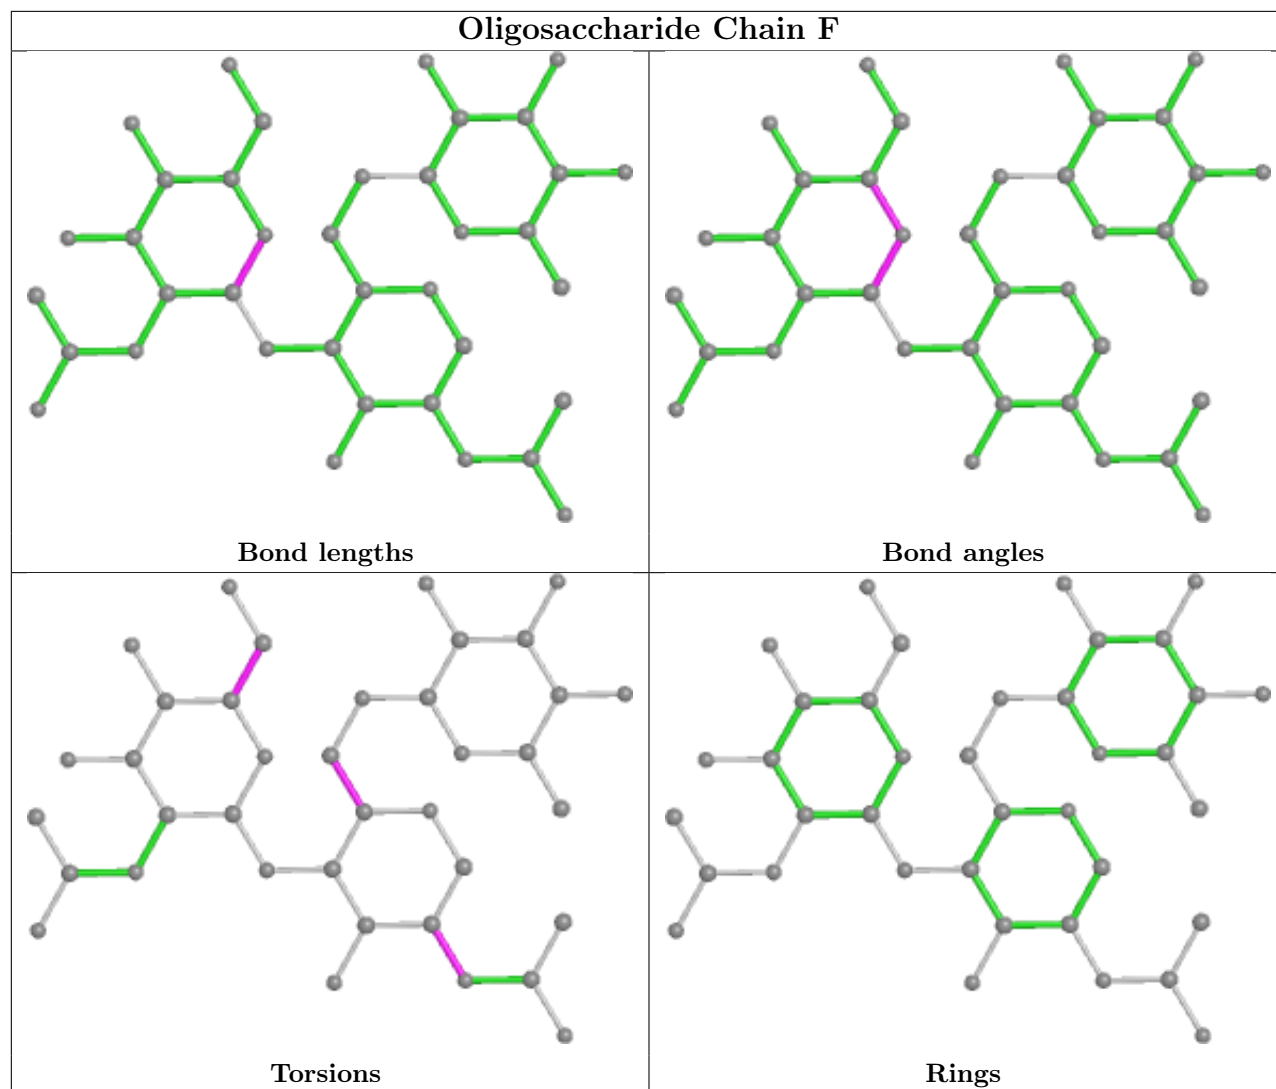 Oligosaccharide Chain F
Bond lengths
Bond angles
Torsions
Rings